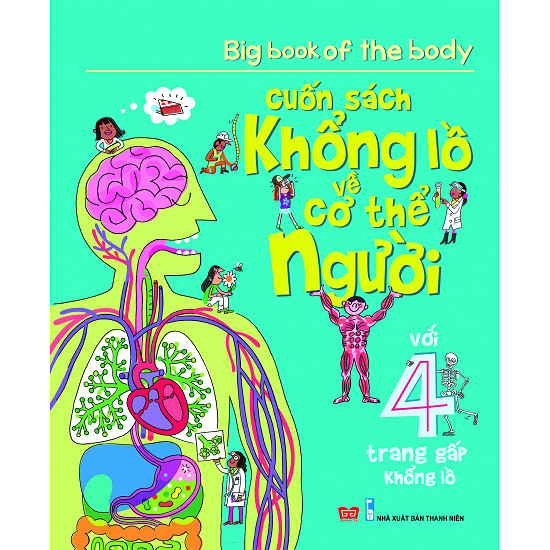 Big book of the body
cuốn sách
Khổng lồ
về
cơ thể
người
với
4
trang gấp
Khổng lồ
NHÀ XUẤT BẢN THANH NIÊN